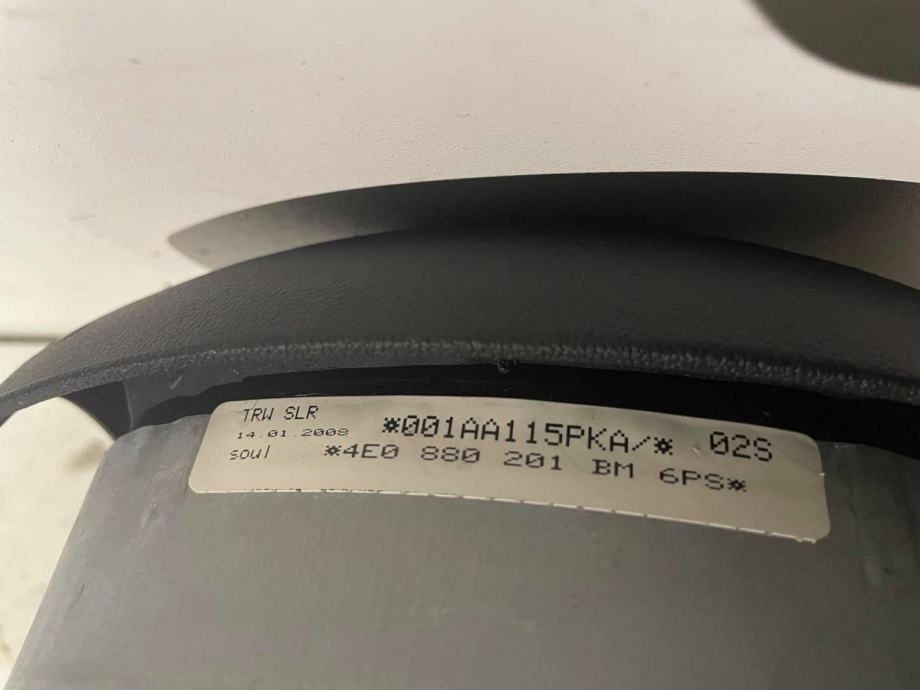 TRW SLR
14.01.2008
soul
*001AA115PKA/* 02S
*4E0 880 201 BM 6PS*